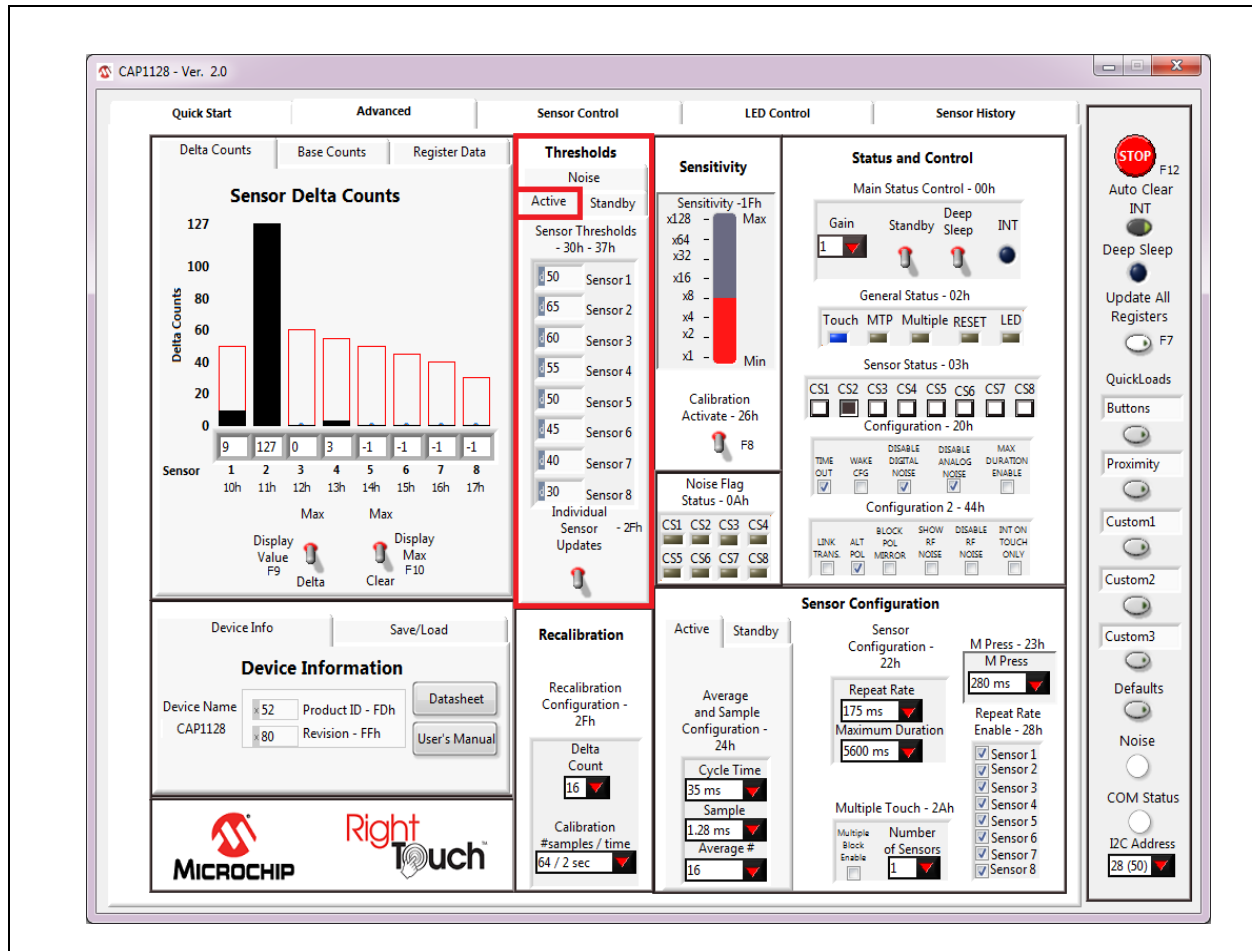 CAP1128 - Ver. 2.0
Quick Start
Advanced
Sensor Control
LED Control
Sensor History
Delta Counts
Base Counts
Register Data
Sensor Delta Counts
Delta Counts
127
100
80
60
40
20
0
9 127 0 3 -1 -1 -1 -1
Sensor 1 2 3 4 5 6 7 8
10h 11h 12h 13h 14h 15h 16h 17h
Max
Display
Value
F9
Delta
Max
Display
Max
F10
Clear
Thresholds
Noise
Active
Standby
Sensor Thresholds
- 30h - 37h
d 50 Sensor 1
d 65 Sensor 2
d 60 Sensor 3
d 55 Sensor 4
d 50 Sensor 5
d 45 Sensor 6
d 40 Sensor 7
d 30 Sensor 8
Individual
Sensor - 2Fh
Updates
Sensitivity
Sensitivity -1Fh
x128 Max
x64
x32
x16
x8
x4
x2
x1 Min
Calibration
Activate - 26h
F8
Noise Flag
Status - 0Ah
CS1 CS2 CS3 CS4
CS5 CS6 CS7 CS8
Status and Control
Main Status Control - 00h
Gain
1
Standby
Deep
Sleep
INT
General Status - 02h
Touch MTP Multiple RESET LED
Sensor Status - 03h
CS1 CS2 CS3 CS4 CS5 CS6 CS7 CS8
Configuration - 20h
TIME
OUT
WAKE
CFG
DISABLE
DIGITAL
NOISE
DISABLE
ANALOG
NOISE
MAX
DURATION
ENABLE
Configuration 2 - 44h
LINK
TRANS.
ALT
POL
BLOCK
POL
MIRROR
SHOW
RF
NOISE
DISABLE
RF
NOISE
INT ON
TOUCH
ONLY
Device Info
Save/Load
Device Information
Device Name
CAP1128
x 52 Product ID - FDh
x 80 Revision - FFh
Datasheet
User's Manual
MICROCHIP
Right
Touch™
Recalibration
Recalibration
Configuration -
2Fh
Delta
Count
16
Calibration
#samples / time
64 / 2 sec
Sensor Configuration
Active
Standby
Average
and Sample
Configuration -
24h
Cycle Time
35 ms
Sample
1.28 ms
Average #
16
Sensor
Configuration -
22h
Repeat Rate
175 ms
Maximum Duration
5600 ms
Multiple Touch - 2Ah
Multiple
Block
Enable
Number
of Sensors
1
M Press - 23h
M Press
280 ms
Repeat Rate
Enable - 28h
Sensor 1
Sensor 2
Sensor 3
Sensor 4
Sensor 5
Sensor 6
Sensor 7
Sensor 8
STOP
F12
Auto Clear
INT
Deep Sleep
Update All
Registers
F7
QuickLoads
Buttons
Proximity
Custom1
Custom2
Custom3
Defaults
Noise
COM Status
I2C Address
28 (50)